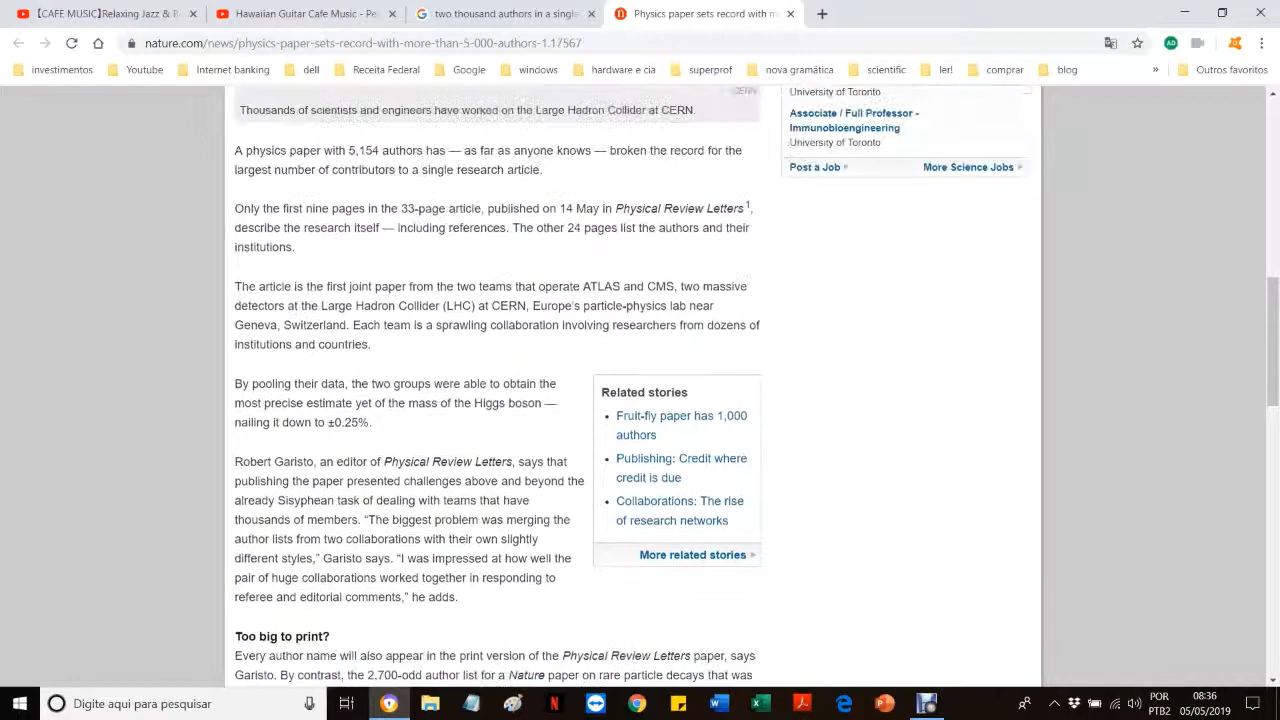 【CAFE MUSIC】Relaxing Jazz & B
Hawaiian Guitar Cafe Music - Pe
two thousand authors in a single
Physics paper sets record with m
nature.com/news/physics-paper-sets-record-with-more-than-5-000-authors-1.17567
investimentos
Youtube
Internet banking
dell
Receita Federal
Google
windows
hardware e cia
superprof
nova gramática
scientific
ler!
comprar
blog
»
Outros favoritos
CERN
Thousands of scientists and engineers have worked on the Large Hadron Collider at CERN.
A physics paper with 5,154 authors has — as far as anyone knows — broken the record for the
largest number of contributors to a single research article.
Only the first nine pages in the 33-page article, published on 14 May in Physical Review Letters1,
describe the research itself — including references. The other 24 pages list the authors and their
institutions.
The article is the first joint paper from the two teams that operate ATLAS and CMS, two massive
detectors at the Large Hadron Collider (LHC) at CERN, Europe's particle-physics lab near
Geneva, Switzerland. Each team is a sprawling collaboration involving researchers from dozens of
institutions and countries.
By pooling their data, the two groups were able to obtain the
most precise estimate yet of the mass of the Higgs boson —
nailing it down to ±0.25%.
Robert Garisto, an editor of Physical Review Letters, says that
publishing the paper presented challenges above and beyond the
already Sisyphean task of dealing with teams that have
thousands of members. “The biggest problem was merging the
author lists from two collaborations with their own slightly
different styles,” Garisto says. “I was impressed at how well the
pair of huge collaborations worked together in responding to
referee and editorial comments,” he adds.
Related stories
• Fruit-fly paper has 1,000
authors
• Publishing: Credit where
credit is due
• Collaborations: The rise
of research networks
More related stories
Too big to print?
Every author name will also appear in the print version of the Physical Review Letters paper, says
Garisto. By contrast, the 2,700-odd author list for a Nature paper on rare particle decays that was
University of Toronto
Associate / Full Professor -
Immunobioengineering
University of Toronto
Post a Job
More Science Jobs
Digite aqui para pesquisar
POR
PTB2
08:36
05/05/2019